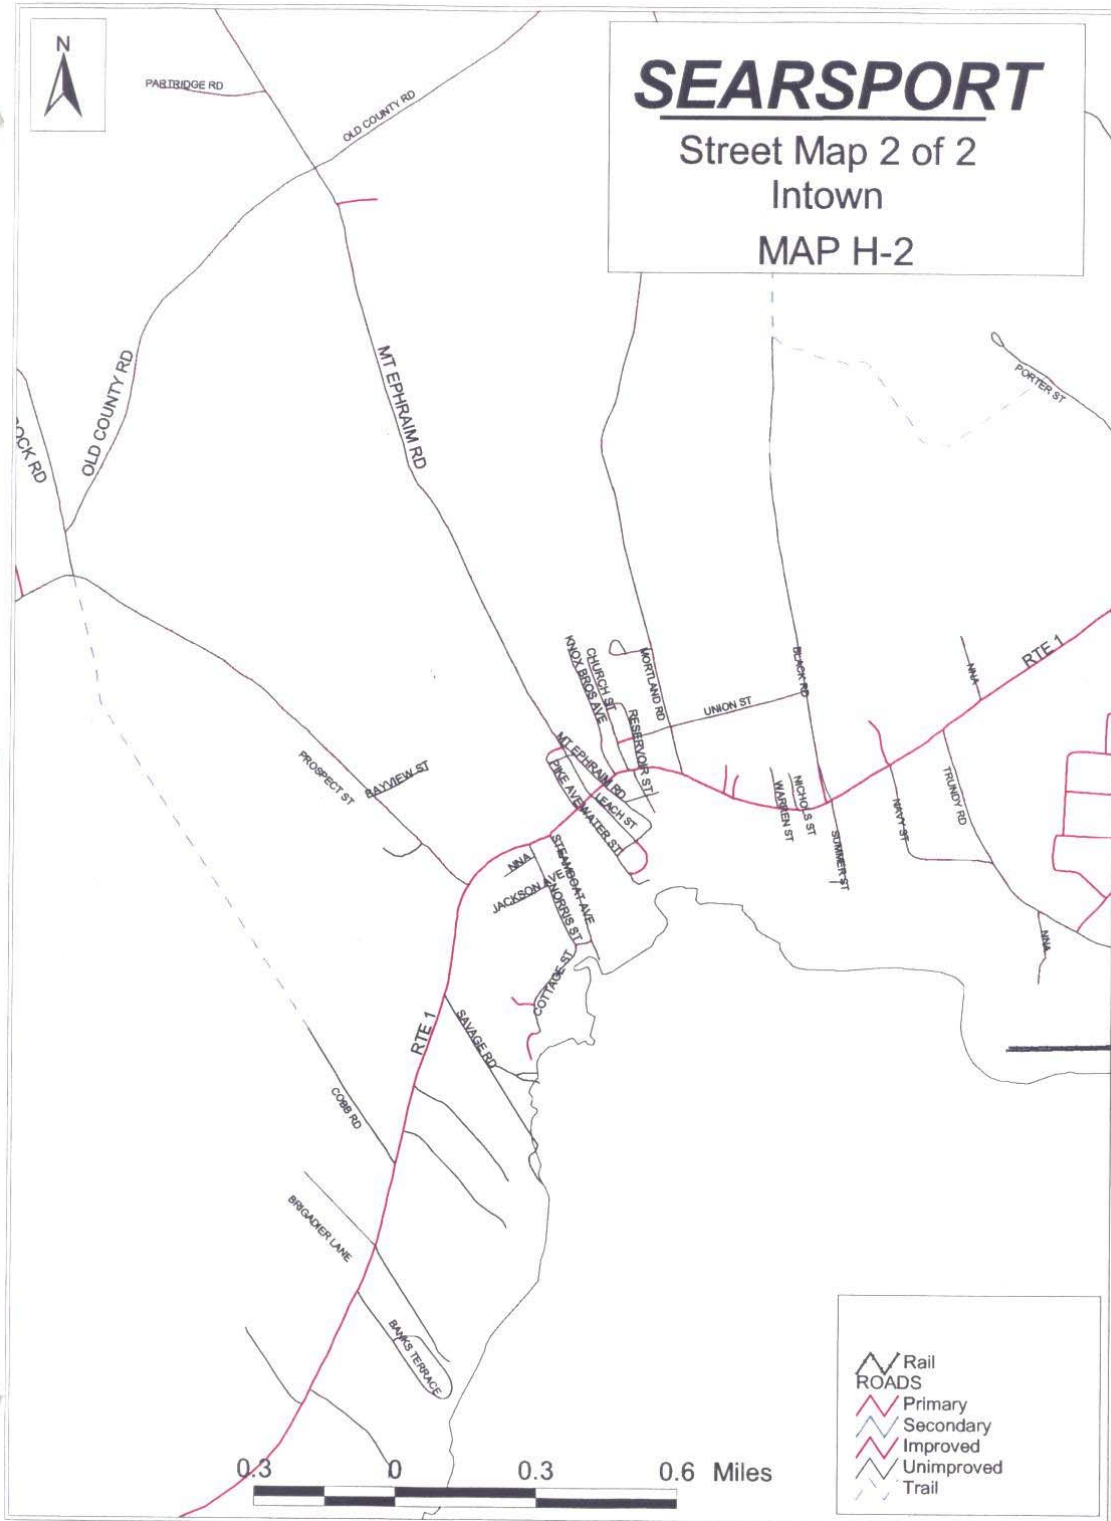 N
SEARSPORT
Street Map 2 of 2
Intown
MAP H-2
PARTRIDGE RD
OLD COUNTY RD
MT EPHRAIM RD
OLD COUNTY RD
OCK RD
PORTER ST
KNOX BROS AVE
CHURCH ST
RESERVOIR ST
MORTLAND RD
UNION ST
BLACK RD
NNA
RTE 1
PROSPECT ST
BAYVIEW ST
MT EPHRAIM RD
PIKE AVE
WATER ST
LEACH ST
WARREN ST
NICHOLS ST
SUMMER ST
NAVY ST
TRUNDY RD
NNA
NNA
JACKSON AVE
STEAMBOAT AVE
NORRIS ST
COTTAGE ST
RTE 1
SAVAGE RD
COBB RD
BRIGADIER LANE
BANKS TERRACE
0.3 0 0.3 0.6 Miles
Rail
ROADS
Primary
Secondary
Improved
Unimproved
Trail